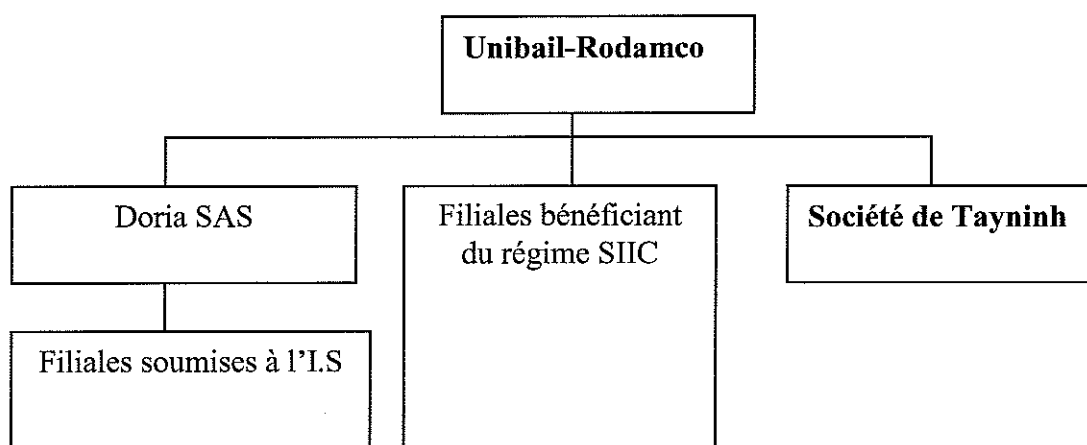 Unibail-Rodamco
Doria SAS
Filiales bénéficiant
du régime SIIC
Société de Tayninh
Filiales soumises à l'I.S